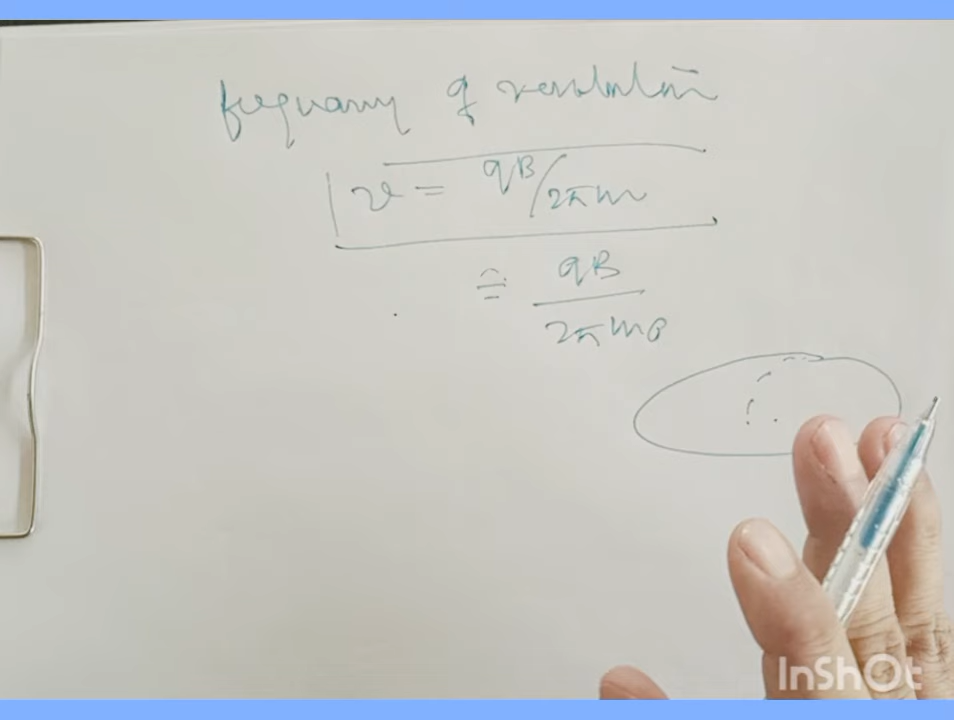 frequency of revolution
ν = qB/2πm
≃ qB
2πm₀
InShOt